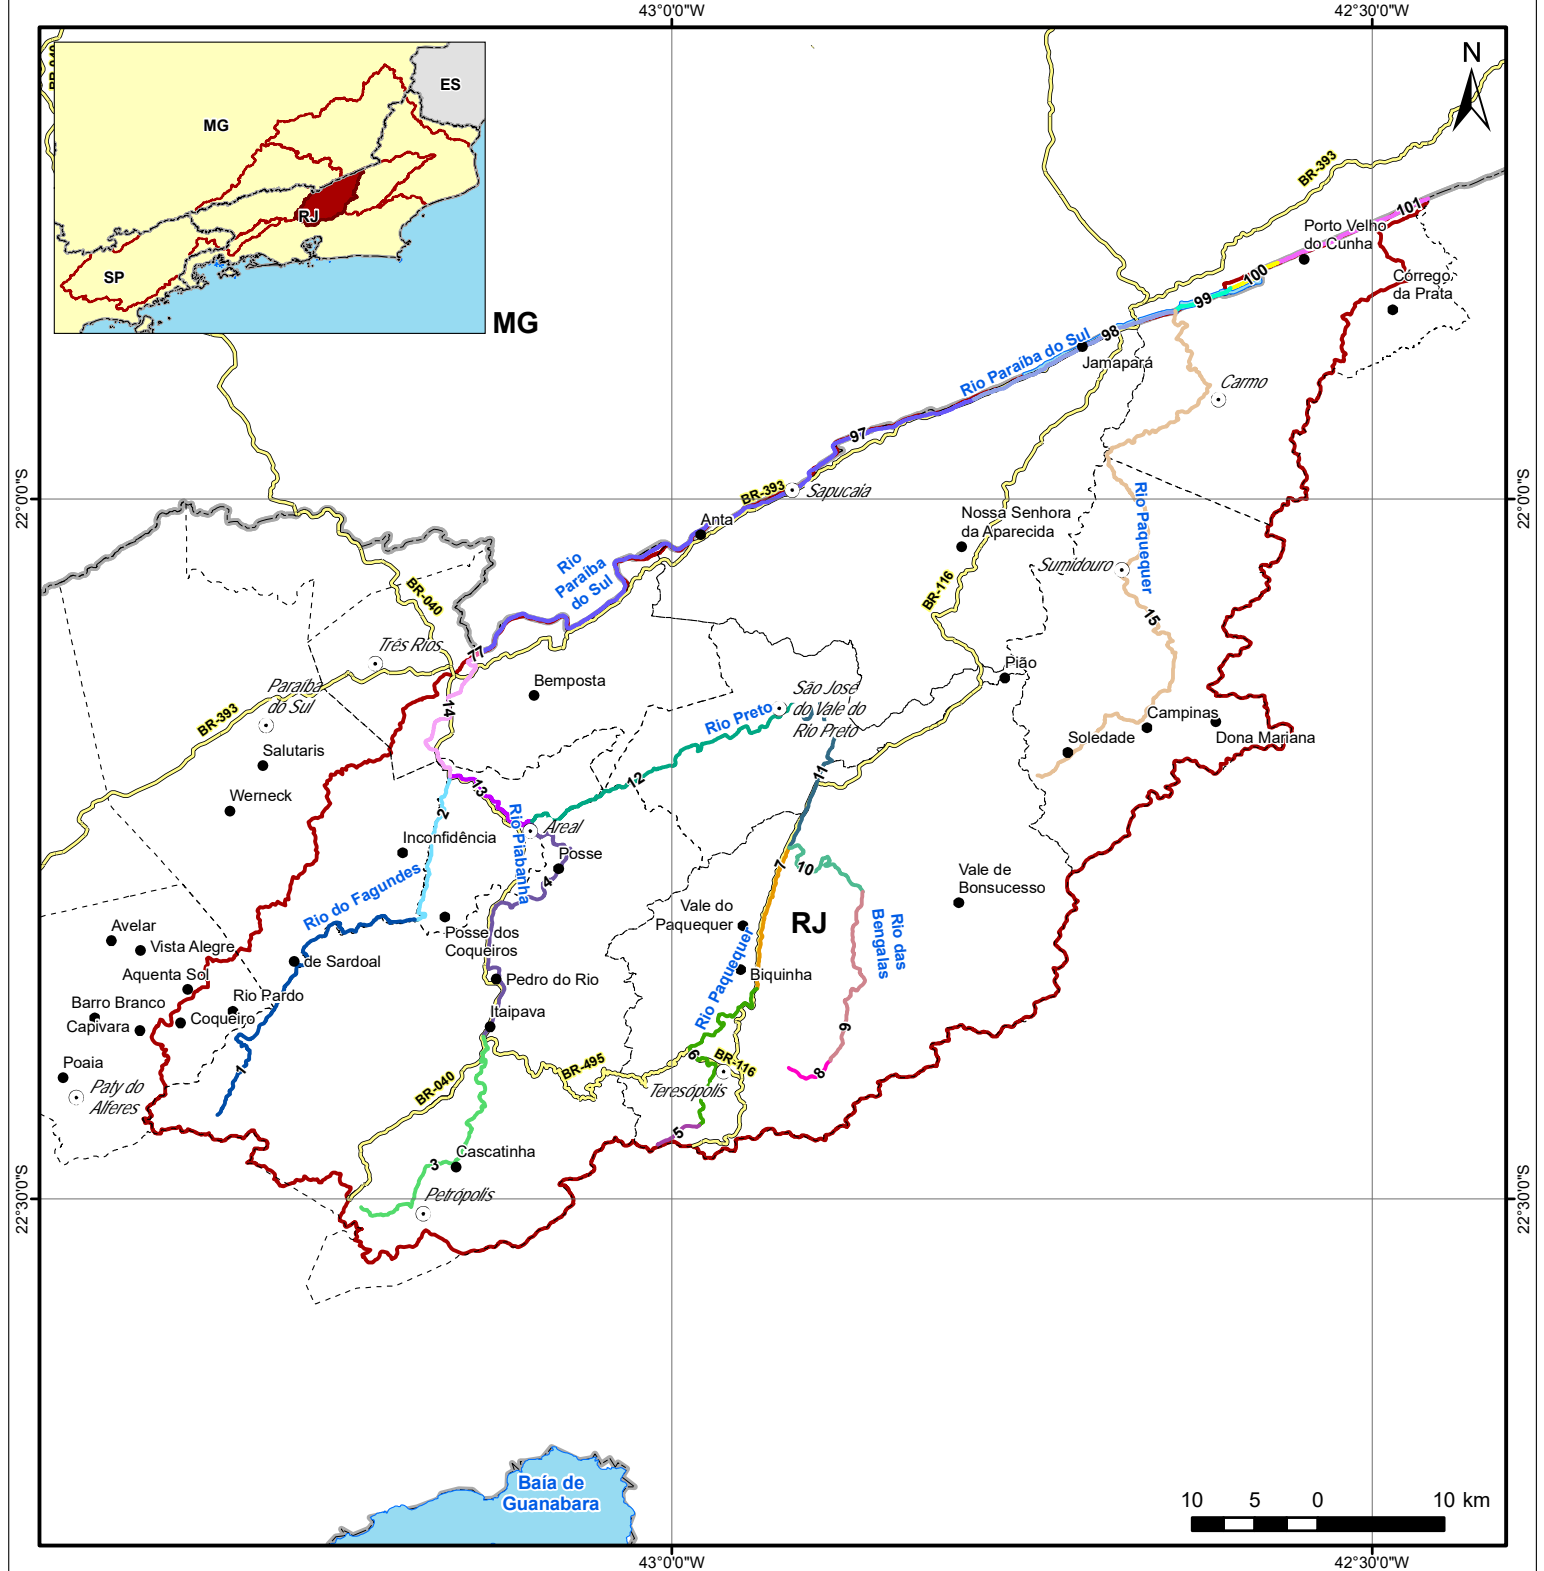 43°0'0"W
42°30'0"W
BR-040
ES
MG
RJ
SP
MG
N
BR-393
101
Porto Velho
do Cunha
100
99
Córrego
da Prata
98
Rio Paraíba do Sul
Jamapará
Carmo
97
BR-393
Sapucaia
22°0'0"S
22°0'0"S
Anta
Nossa Senhora
da Aparecida
Rio Paquequer
Rio
Paraíba
do Sul
Sumidouro
BR-040
BR-116
15
Três Rios
77
Pião
Bemposta
Paraíba
do Sul
São José
do Vale do
Rio Preto
BR-393
14
Rio Preto
Campinas
Soledade
Dona Mariana
Salutaris
11
12
13
2
Werneck
Rio Piabanha
Areal
Inconfidência
Posse
7
10
4
Rio do Fagundes
Vale de
Bonsucesso
Vale do
Paquequer
RJ
Rio das
Bengalas
Avelar
Vista Alegre
Posse dos
Coqueiros
de Sardoal
Aquenta Sol
Pedro do Rio
Biquinha
Rio Paquequer
Barro Branco
Rio Pardo
Capivara
Coqueiro
Itaipava
9
Poaia
1
6
BR-116
BR-495
8
Paty do
Alferes
BR-040
Teresópolis
5
Cascatinha
3
Petrópolis
22°30'0"S
22°30'0"S
Baía de
Guanabara
10 5 0 10 km
43°0'0"W
42°30'0"W